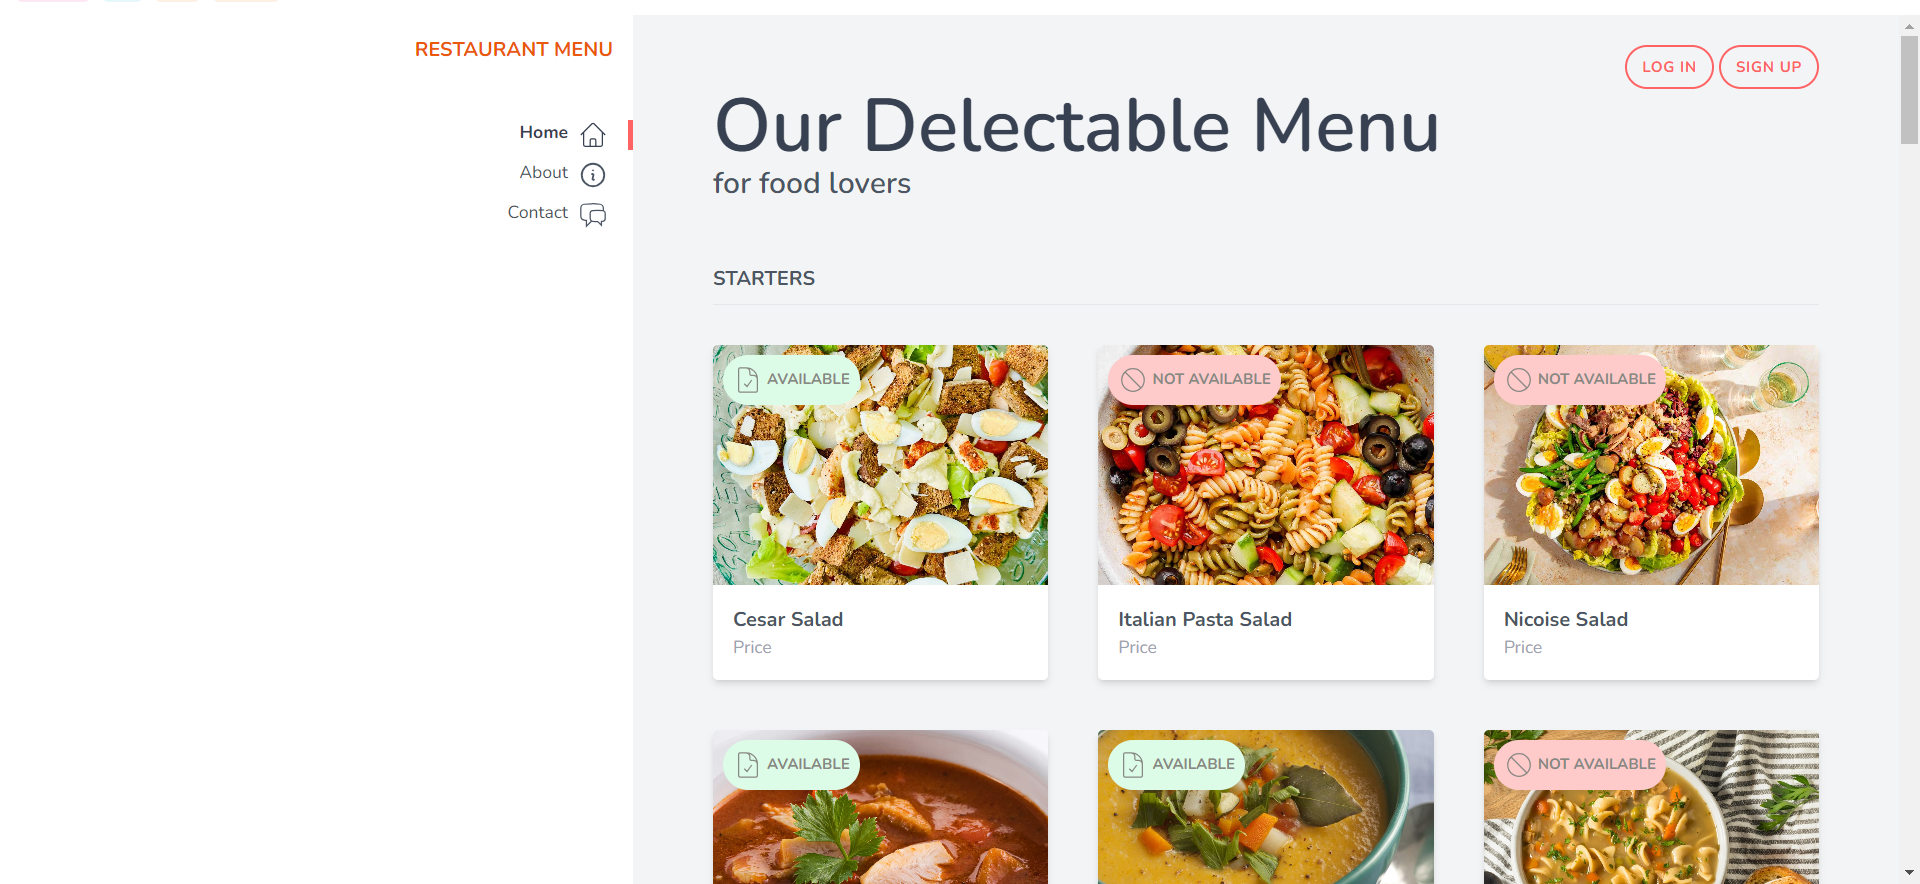 RESTAURANT MENU
Home
About
Contact
LOG IN SIGN UP
Our Delectable Menu
for food lovers
STARTERS
AVAILABLE
Cesar Salad
Price
NOT AVAILABLE
Italian Pasta Salad
Price
NOT AVAILABLE
Nicoise Salad
Price
AVAILABLE
AVAILABLE
NOT AVAILABLE